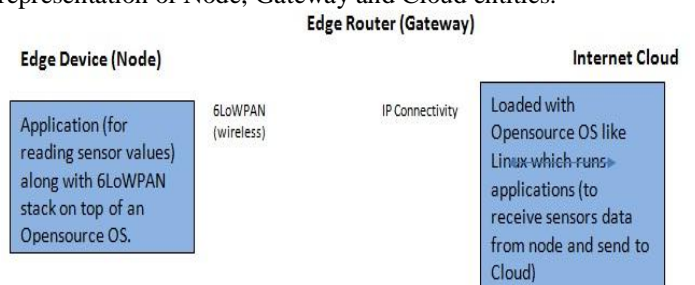 representation of Node, Gateway and Cloud entities.
Edge Router (Gateway)
Edge Device (Node)
Internet Cloud
Application (for
reading sensor values)
along with 6LoWPAN
stack on top of an
Opensource OS.
6LoWPAN
(wireless)
IP Connectivity
Loaded with
Opensource OS like
Linux which runs
applications (to
receive sensors data
from node and send to
Cloud)